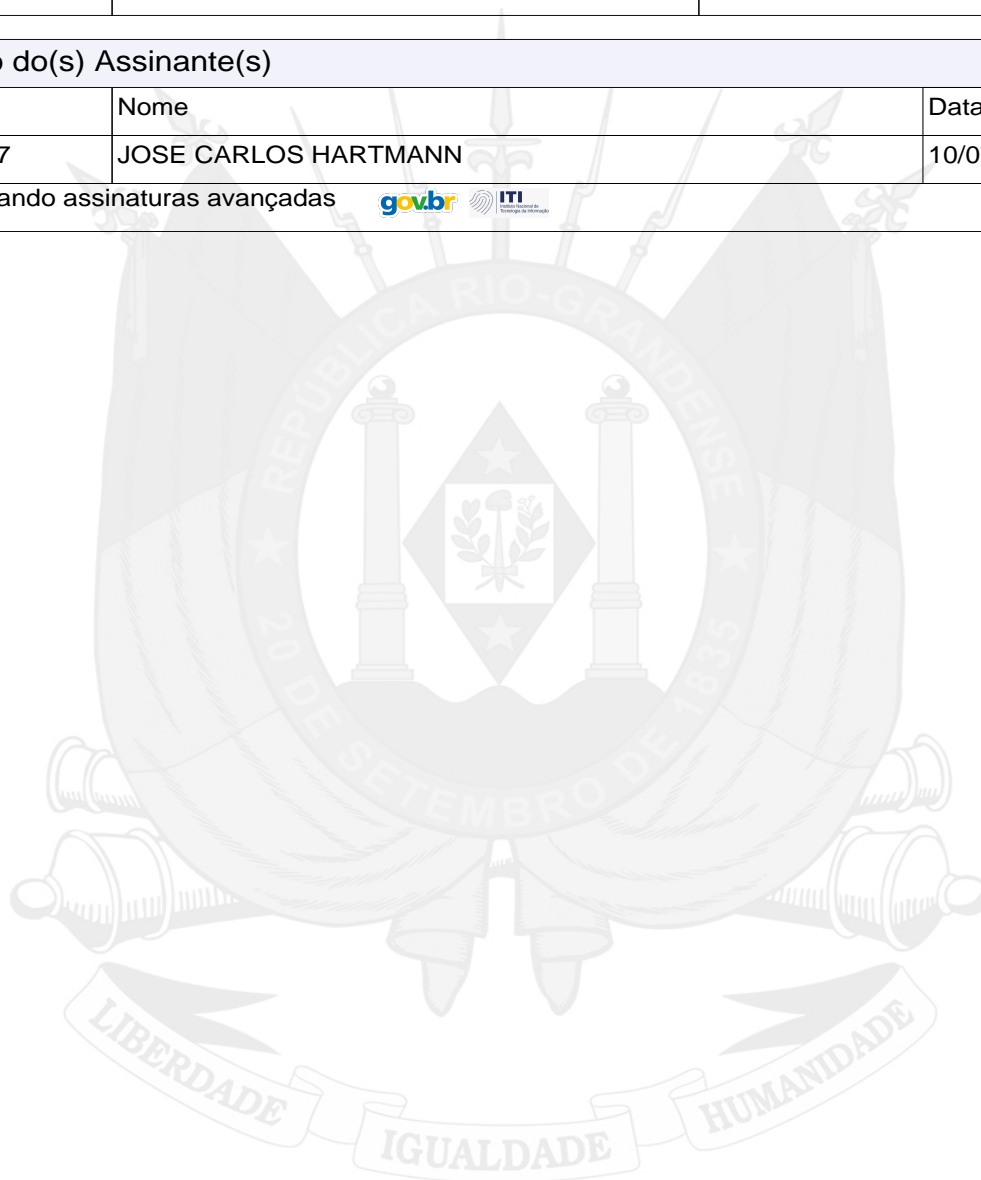 o do(s) Assinante(s)
Nome Data
7 JOSE CARLOS HARTMANN 10/0
ando assinaturas avançadas gov.br ITI
REPÚBLICA RIO-GRANDENSE
20 DE SETEMBRO DE 1835
LIBERDADE IGUALDADE HUMANIDADE